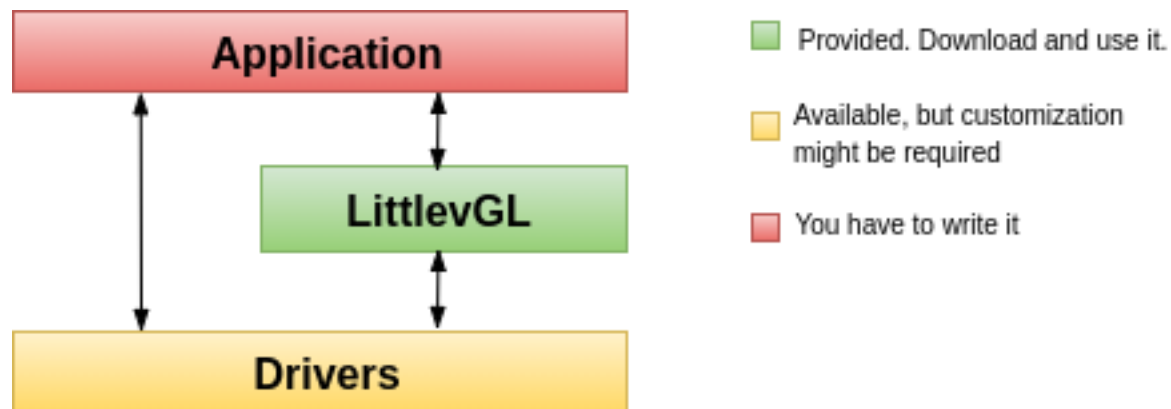 Application
LittlevGL
Drivers
Provided. Download and use it.
Available, but customization
might be required
You have to write it